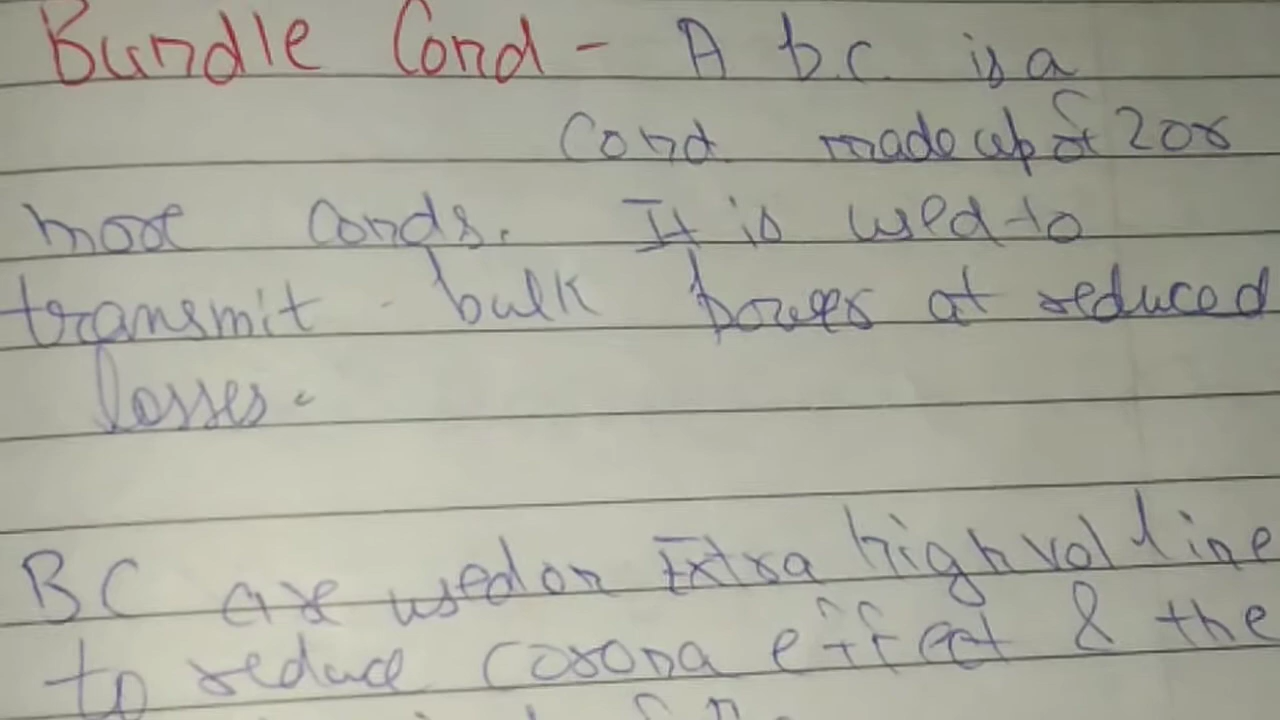 Bundle Cond - A b.c. is a
Cond. made up of 2 or
more Conds. It is used to
transmit bulk power at reduced
losses.
BC are used on Extra high vol line
to reduce corona effect & the